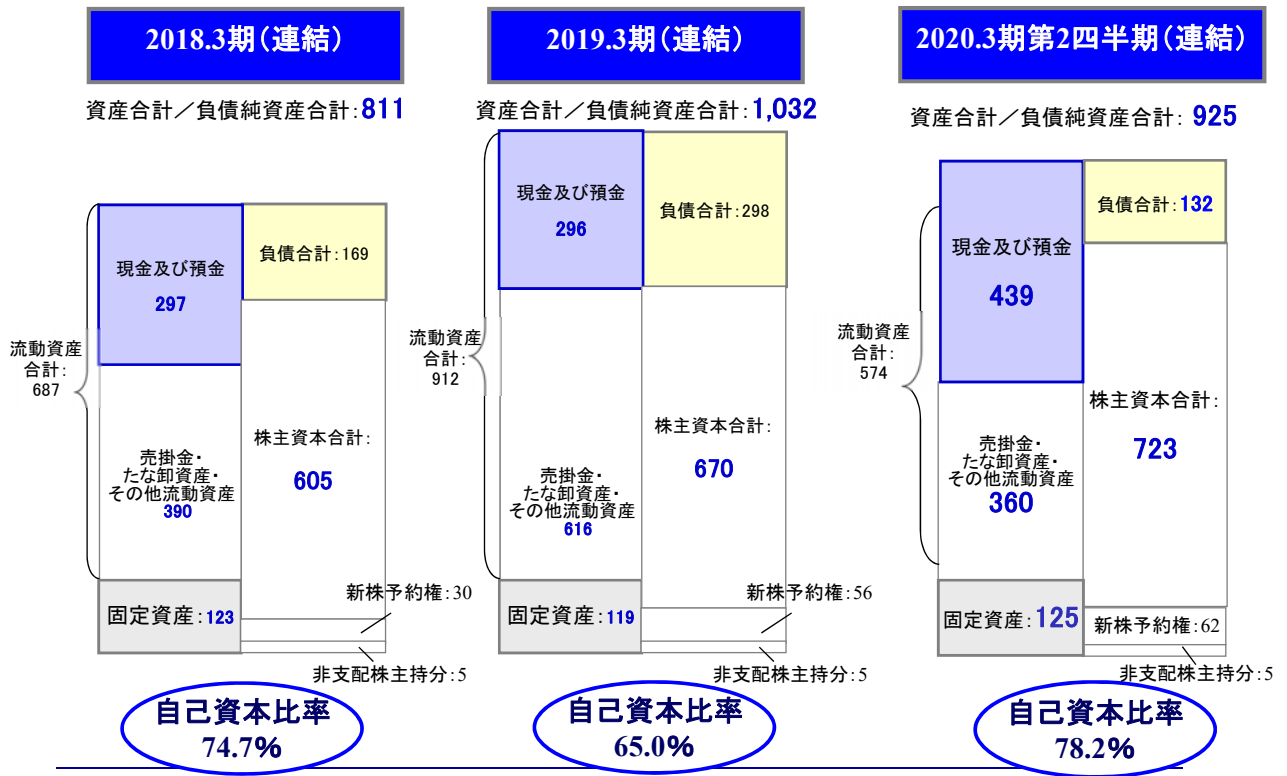 2018.3期(連結)
資産合計／負債純資産合計:811
現金及び預金
297
負債合計:169
流動資産
合計:
687
売掛金・
たな卸資産・
その他流動資産
390
株主資本合計:
605
固定資産:123
新株予約権:30
非支配株主持分:5
自己資本比率
74.7%
2019.3期(連結)
資産合計／負債純資産合計:1,032
現金及び預金
296
負債合計:298
流動資産
合計:
912
売掛金・
たな卸資産・
その他流動資産
616
株主資本合計:
670
固定資産:119
新株予約権:56
非支配株主持分:5
自己資本比率
65.0%
2020.3期第2四半期(連結)
資産合計／負債純資産合計: 925
現金及び預金
439
負債合計:132
流動資産
合計:
574
売掛金・
たな卸資産・
その他流動資産
360
株主資本合計:
723
固定資産:125
新株予約権:62
非支配株主持分:5
自己資本比率
78.2%